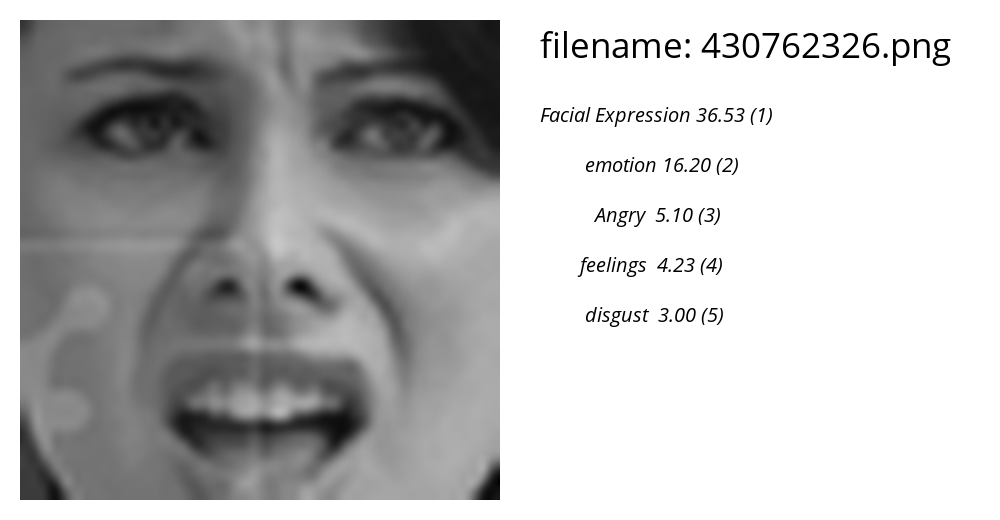 filename: 430762326.png
Facial Expression 36.53 (1)
emotion 16.20 (2)
Angry 5.10 (3)
feelings 4.23 (4)
disgust 3.00 (5)